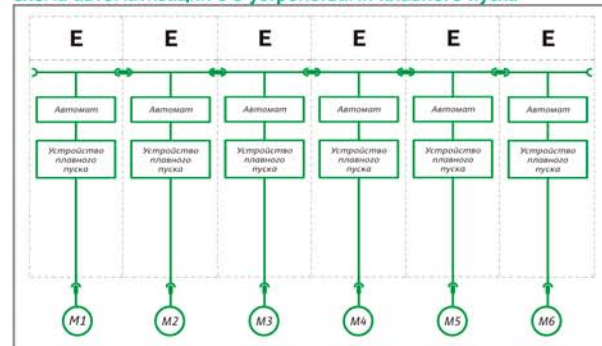 E E E E E E
Автомат Автомат Автомат Автомат Автомат Автомат
Устройство Устройство Устройство Устройство Устройство Устройство
плавного плавного плавного плавного плавного плавного
пуска пуска пуска пуска пуска пуска
M1 M2 M3 M4 M5 M6